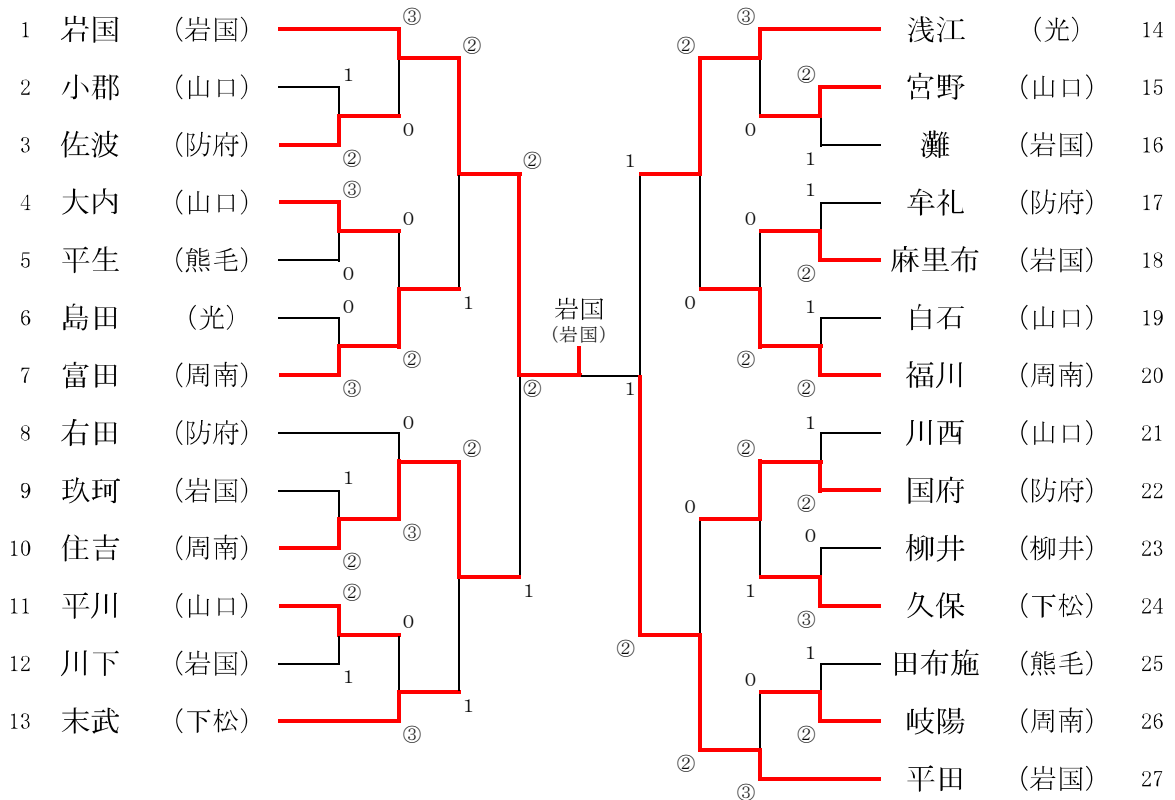 1 岩国 (岩国)
2 小郡 (山口)
3 佐波 (防府)
4 大内 (山口)
5 平生 (熊毛)
6 島田 (光)
7 富田 (周南)
8 右田 (防府)
9 玖珂 (岩国)
10 住吉 (周南)
11 平川 (山口)
12 川下 (岩国)
13 末武 (下松)
③
1
0
②
③
0
0
0
②
③
0
1
③
②
②
0
1
③
②
1
②
1
②
1
②
岩国
(岩国)
1
1
②
②
0
0
②
③
②
0
1
1
0
②
1
②
②
1
②
②
0
1
③
1
0
②
③
浅江 (光) 14
宮野 (山口) 15
灘 (岩国) 16
牟礼 (防府) 17
麻里布 (岩国) 18
白石 (山口) 19
福川 (周南) 20
川西 (山口) 21
国府 (防府) 22
柳井 (柳井) 23
久保 (下松) 24
田布施 (熊毛) 25
岐陽 (周南) 26
平田 (岩国) 27